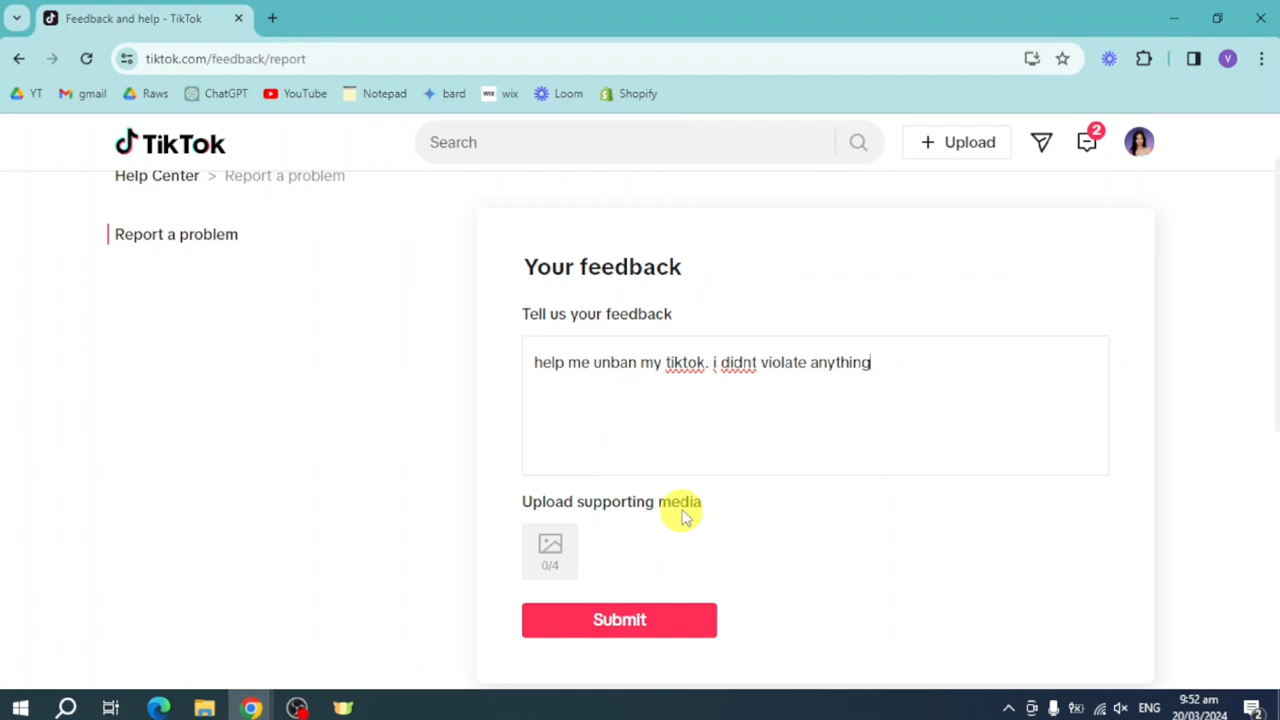 Feedback and help - TikTok
tiktok.com/feedback/report
YT gmail Raws ChatGPT YouTube Notepad bard WIX wix Loom Shopify
V
TikTok
Search
+ Upload
2
Help Center > Report a problem
Report a problem
Your feedback
Tell us your feedback
help me unban my tiktok. i didnt violate anything
Upload supporting media
0/4
Submit
ENG
9:52 am
20/03/2024
2